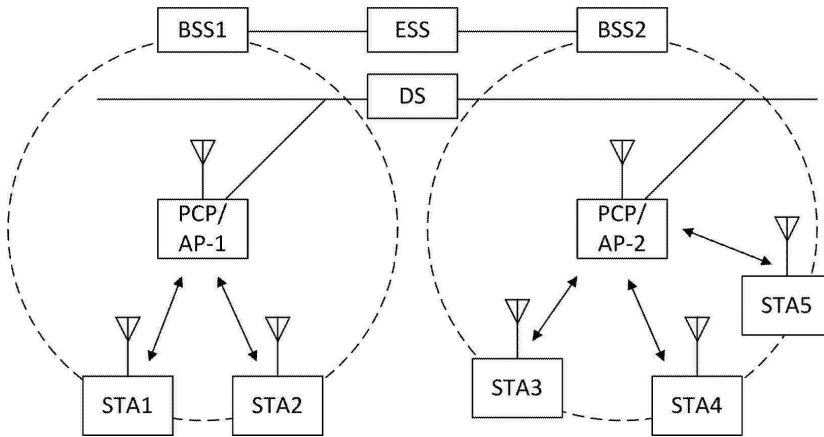 BSS1
ESS
BSS2
DS
PCP/
AP-1
PCP/
AP-2
STA1
STA2
STA3
STA4
STA5